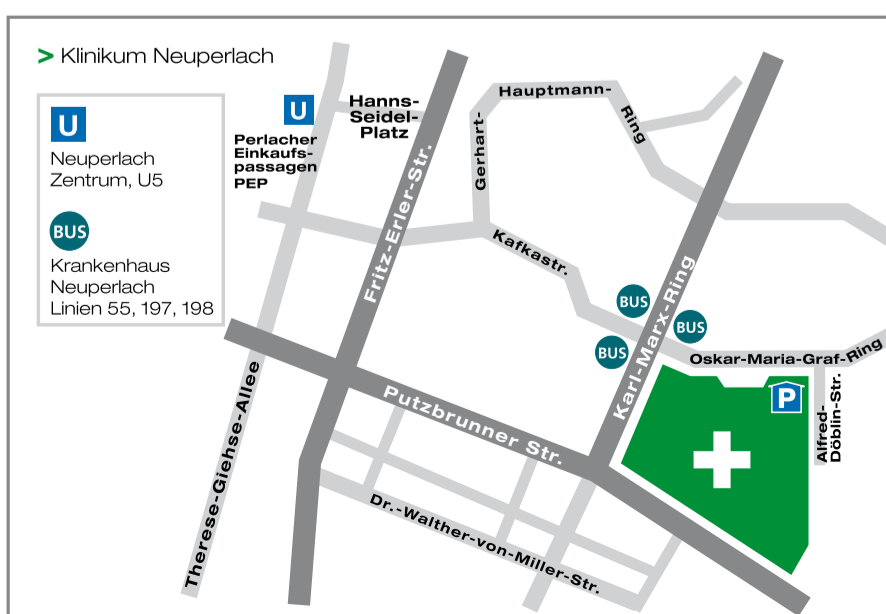 > Klinikum Neuperlach
U
Neuperlach
Zentrum, U5
BUS
Krankenhaus
Neuperlach
Linien 55, 197, 198
U
Perlacher
Einkaufs-
passagen
PEP
Hanns-
Seidel-
Platz
Fritz-Erler-Str.
Gerhart-
Hauptmann-
Ring
Kafkastr.
BUS
BUS
BUS
Karl-Marx-Ring
Oskar-Maria-Graf-Ring
P
Alfred-
Döblin-Str.
Putzbrunner Str.
Therese-Giehse-Allee
Dr.-Walther-von-Miller-Str.